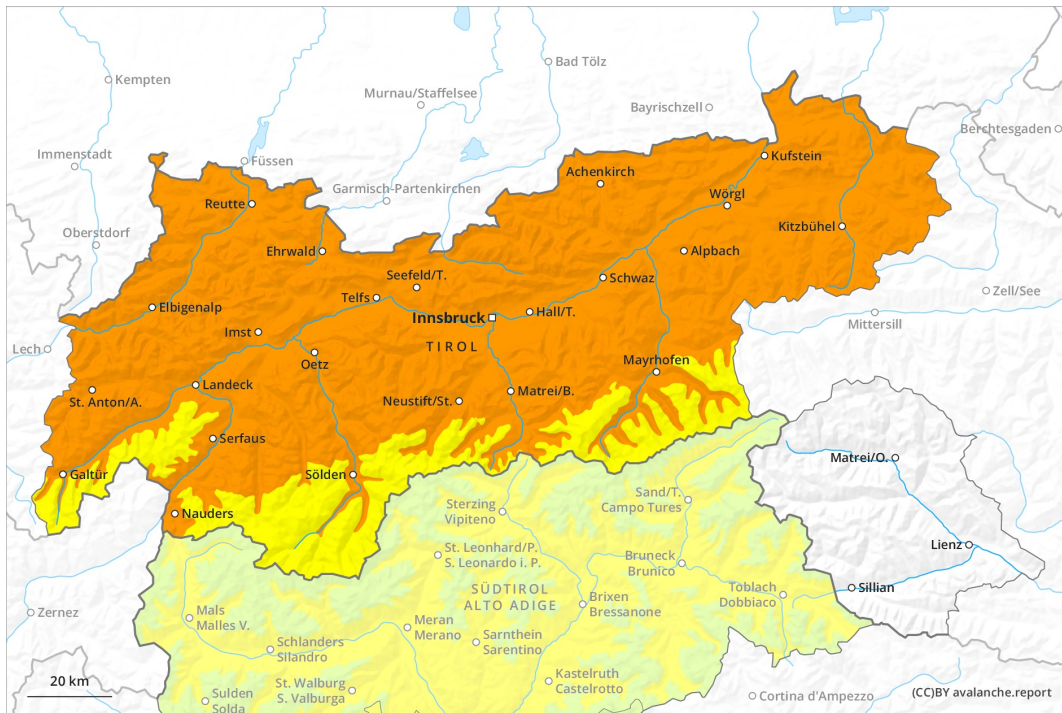 Kempten
Bad Tölz
Murnau/Staffelsee
Bayrischzell
Berchtesgaden
Immenstadt
Füssen
Kufstein
Achenkirch
Garmisch-Partenkirchen
Reutte
Wörgl
Oberstdorf
Kitzbühel
Ehrwald
Alpbach
Seefeld/T.
Schwaz
Zell/See
Telfs
Elbigenalp
Innsbruck
Hall/T.
Mittersill
Imst
TIROL
Lech
Oetz
Mayrhofen
Landeck
St. Anton/A.
Neustift/St.
Matrei/B.
Serfaus
Matrei/O.
Galtür
Sölden
Sand/T.
Campo Tures
Sterzing
Vipiteno
Nauders
Lienz
St. Leonhard/P.
S. Leonardo i. P.
Bruneck
Brunico
SÜDTIROL
ALTO ADIGE
Toblach
Dobbiaco
Sillian
Zernez
Mals
Malles V.
Brixen
Bressanone
Meran
Merano
Sarnthein
Sarentino
Schlanders
Silandro
Kastelruth
Castelrotto
20 km
St. Walburg
S. Valburga
Sulden
Solda
Cortina d'Ampezzo
(CC)BY avalanche.report